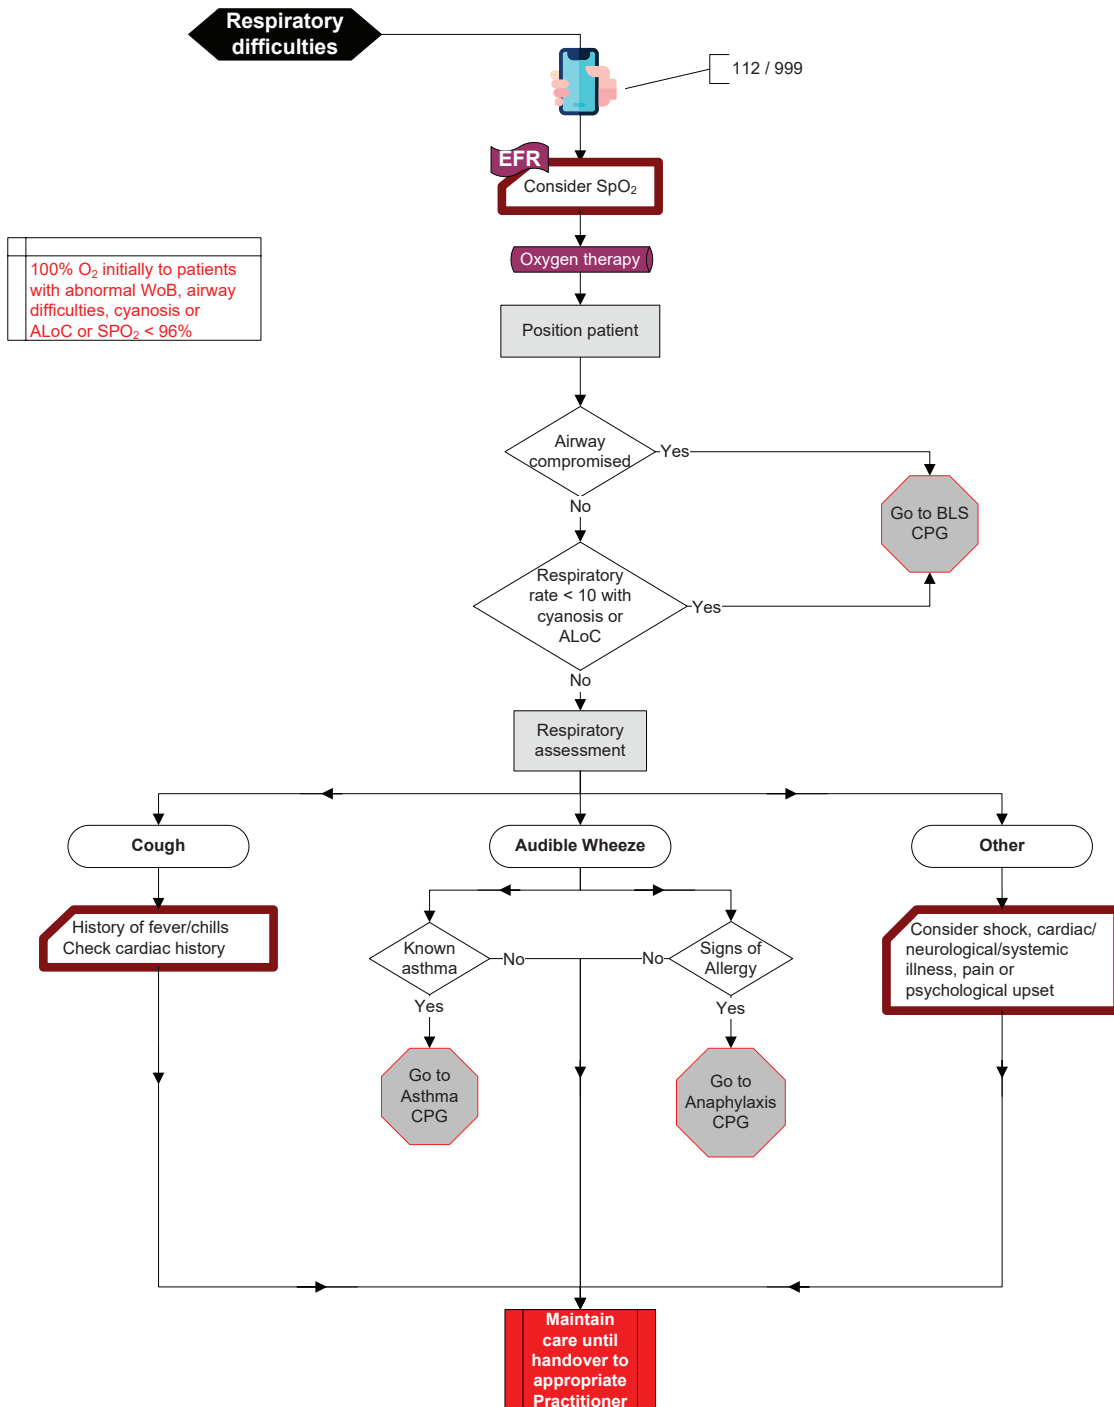 Respiratory
difficulties
112 / 999
EFR
Consider SpO₂
Oxygen therapy
100% O₂ initially to patients
with abnormal WoB, airway
difficulties, cyanosis or
ALoC or SPO₂ < 96%
Position patient
Airway
compromised
Yes
No
Go to BLS
CPG
Respiratory
rate < 10 with
cyanosis or
ALoC
Yes
No
Respiratory
assessment
Cough
Audible Wheeze
Other
History of fever/chills
Check cardiac history
Known
asthma
No
Yes
No
Signs of
Allergy
Yes
Consider shock, cardiac/
neurological/systemic
illness, pain or
psychological upset
Go to
Asthma
CPG
Go to
Anaphylaxis
CPG
Maintain
care until
handover to
appropriate
Practitioner